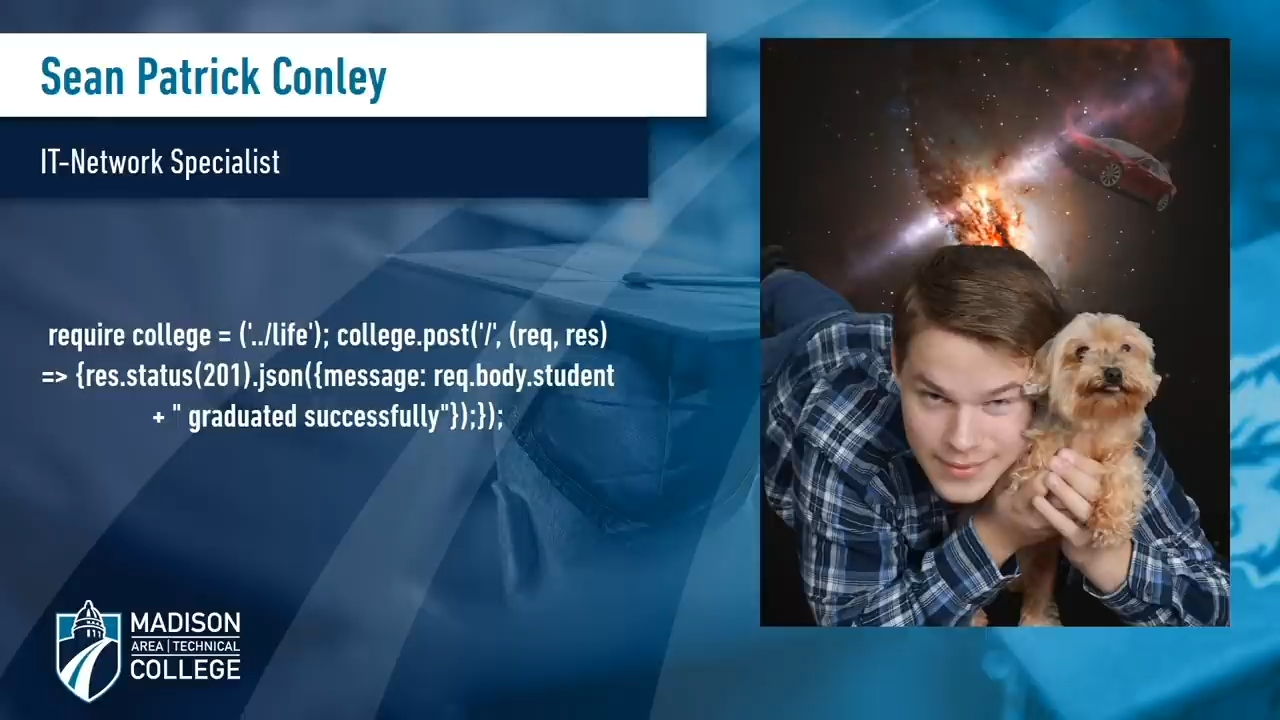 Sean Patrick Conley
IT-Network Specialist
require college = ('../life'); college.post('/', (req, res)
=> {res.status(201).json({message: req.body.student
+ " graduated successfully"});});
MADISON
AREA | TECHNICAL
COLLEGE